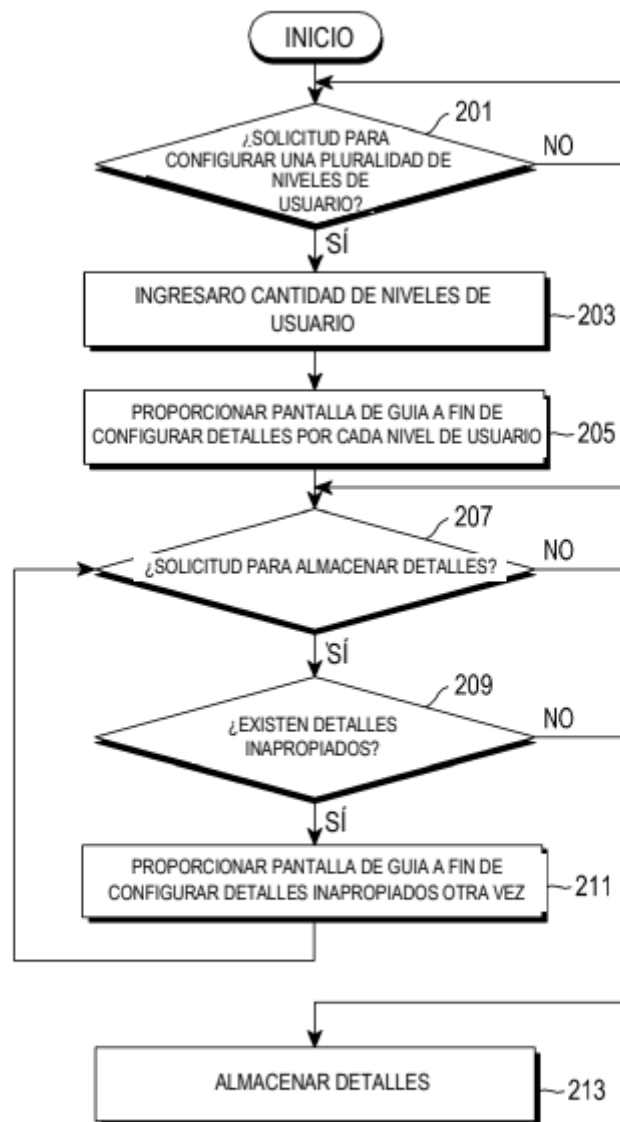 INICIO
201
¿SOLICITUD PARA
CONFIGURAR UNA PLURALIDAD DE
NIVELES DE
USUARIO?
NO
SÍ
INGRESARO CANTIDAD DE NIVELES DE
USUARIO
203
PROPORCIONAR PANTALLA DE GUIA A FIN DE
CONFIGURAR DETALLES POR CADA NIVEL DE USUARIO
205
207
¿SOLICITUD PARA ALMACENAR DETALLES?
NO
SÍ
209
¿EXISTEN DETALLES
INAPROPIADOS?
NO
SÍ
PROPORCIONAR PANTALLA DE GUIA A FIN DE
CONFIGURAR DETALLES INAPROPIADOS OTRA VEZ
211
ALMACENAR DETALLES
213